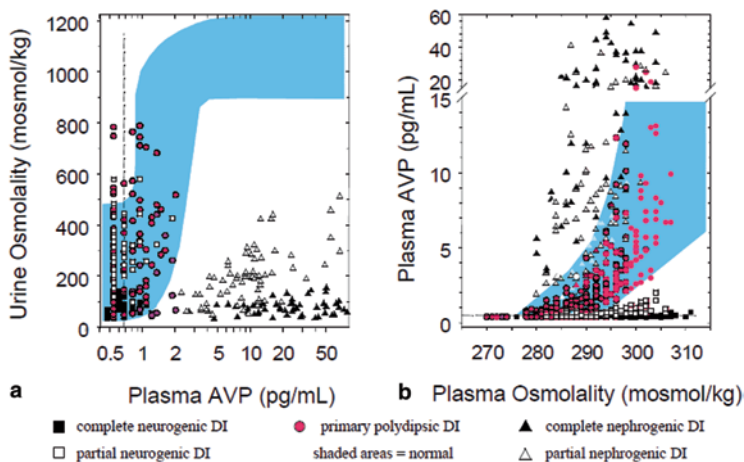 1200
1000
800
600
400
200
0
Urine Osmolality (mosmol/kg)
0.5 1 2 5 10 20 50
a Plasma AVP (pg/mL)
60
40
20
15
10
5
0
Plasma AVP (pg/mL)
270 280 290 300 310
b Plasma Osmolality (mosmol/kg)
complete neurogenic DI primary polydipsic DI complete nephrogenic DI
partial neurogenic DI shaded areas = normal partial nephrogenic DI